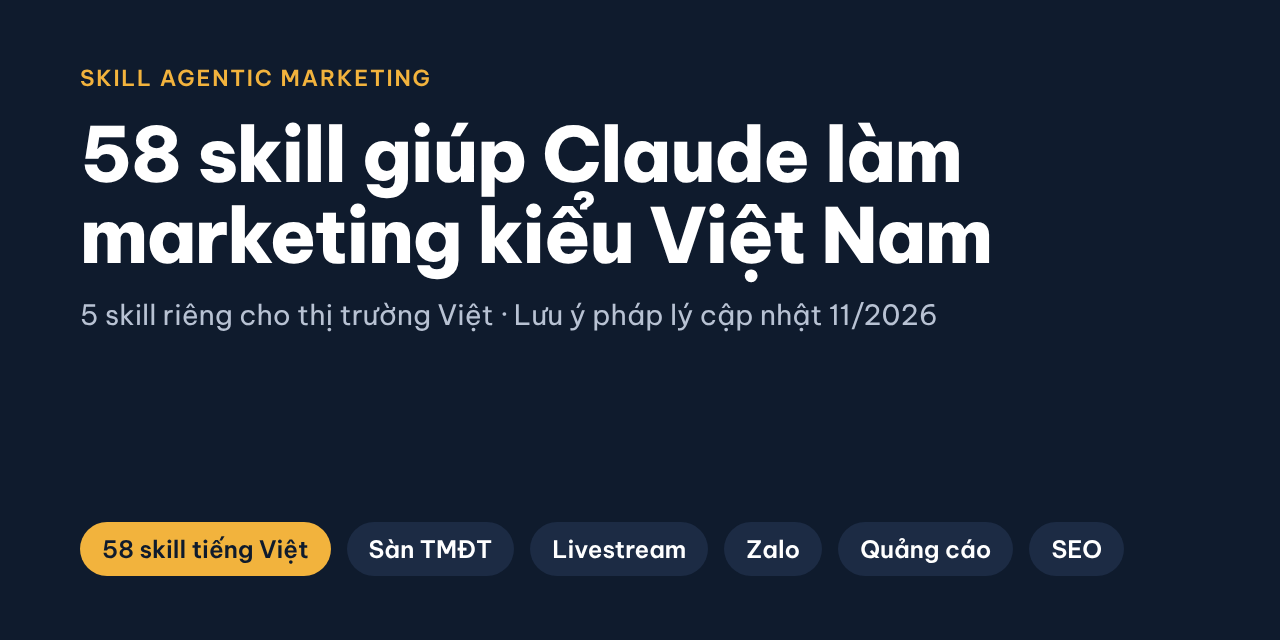 SKILL AGENTIC MARKETING
58 skill giúp Claude làm
marketing kiểu Việt Nam
5 skill riêng cho thị trường Việt · Lưu ý pháp lý cập nhật 11/2026
58 skill tiếng Việt
Sàn TMĐT
Livestream
Zalo
Quảng cáo
SEO